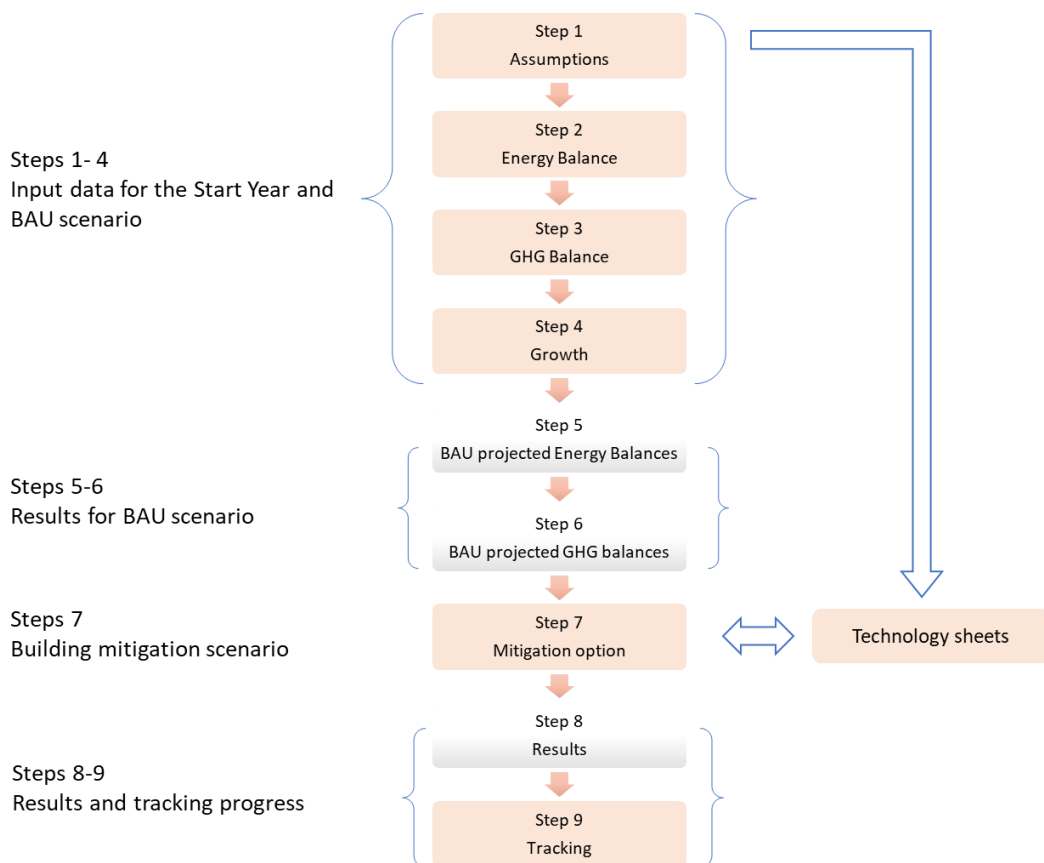 Step 1
Assumptions
Step 2
Energy Balance
Steps 1- 4
Input data for the Start Year and
BAU scenario
Step 3
GHG Balance
Step 4
Growth
Step 5
BAU projected Energy Balances
Steps 5-6
Results for BAU scenario
Step 6
BAU projected GHG balances
Steps 7
Building mitigation scenario
Step 7
Mitigation option
Technology sheets
Step 8
Results
Steps 8-9
Results and tracking progress
Step 9
Tracking